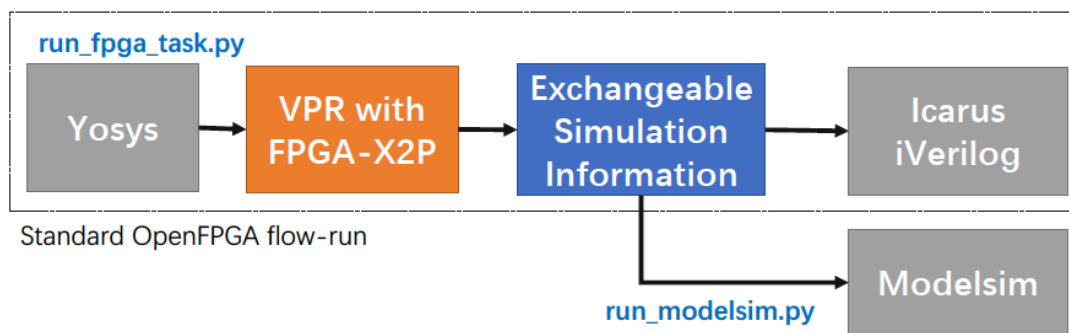 run_fpga_task.py
Yosys
VPR with
FPGA-X2P
Exchangeable
Simulation
Information
Icarus
iVerilog
Standard OpenFPGA flow-run
run_modelsim.py
Modelsim